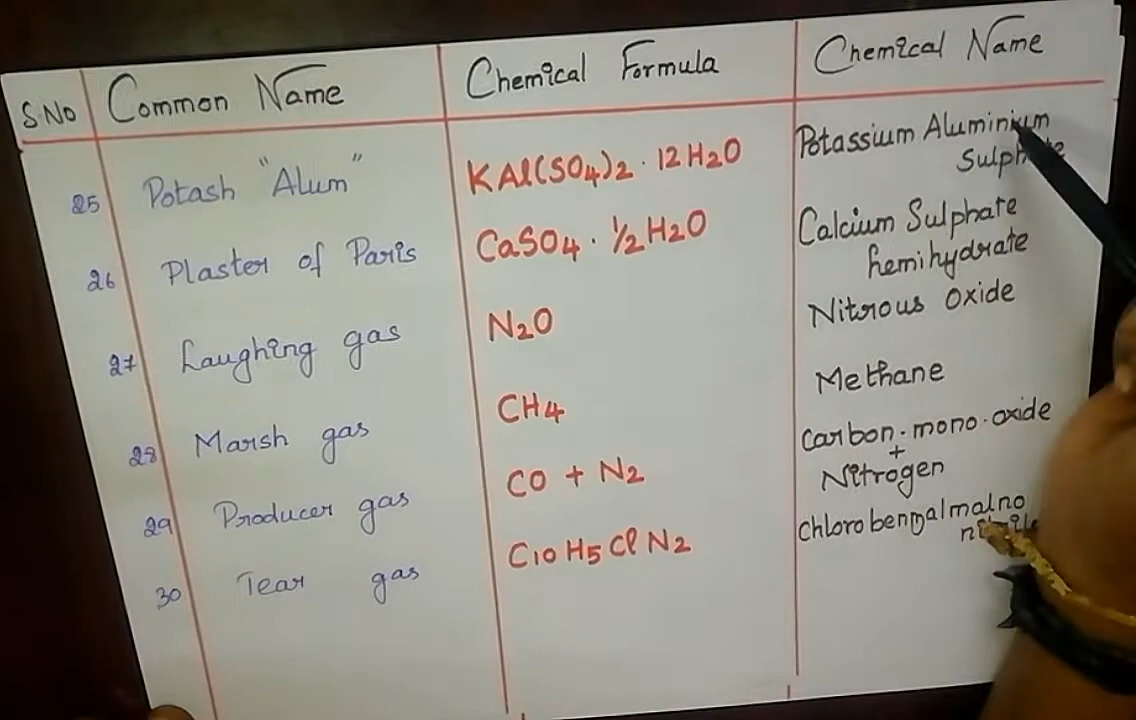 S.No Common Name Chemical Formula Chemical Name
25 Potash "Alum" KAl(SO4)2 · 12H2O Potassium Aluminium
Sulphate
26 Plaster of Paris CaSO4 · 1/2H2O Calcium Sulphate
hemihydrate
27 Laughing gas N2O Nitrous Oxide
28 Marsh gas CH4 Methane
29 Producer gas CO + N2 Carbon-mono-oxide
+
Nitrogen
30 Tear gas C10H5ClN2 chlorobenzalmalno
nitrile